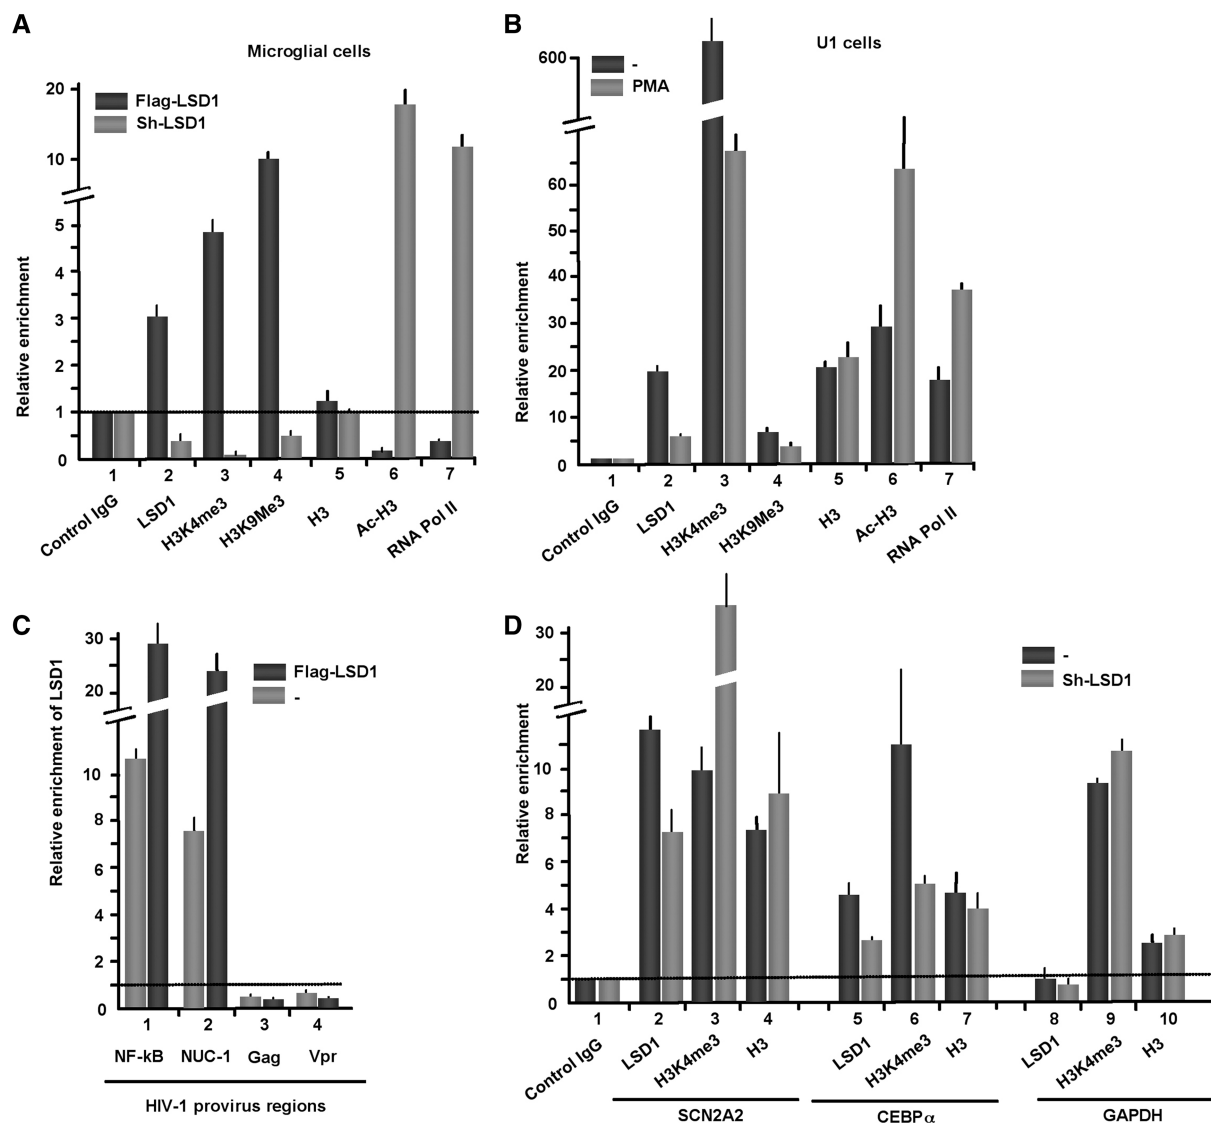 A
Microglial cells
Flag-LSD1
Sh-LSD1
Relative enrichment
20
10
5
4
3
2
1
0
1 2 3 4 5 6 7
Control IgG
LSD1
H3K4me3
H3K9Me3
H3
Ac-H3
RNA Pol II
B
U1 cells
-
PMA
Relative enrichment
600
60
50
40
30
20
10
0
1 2 3 4 5 6 7
Control IgG
LSD1
H3K4me3
H3K9Me3
H3
Ac-H3
RNA Pol II
C
Flag-LSD1
-
Relative enrichment of LSD1
30
20
10
8
6
4
2
0
1 2 3 4
NF-kB NUC-1 Gag Vpr
HIV-1 provirus regions
D
-
Sh-LSD1
Relative enrichment
30
20
10
8
6
4
2
0
1 2 3 4 5 6 7 8 9 10
Control IgG
LSD1
H3K4me3
H3
LSD1
H3K4me3
H3
LSD1
H3K4me3
H3
SCN2A2
CEBPα
GAPDH